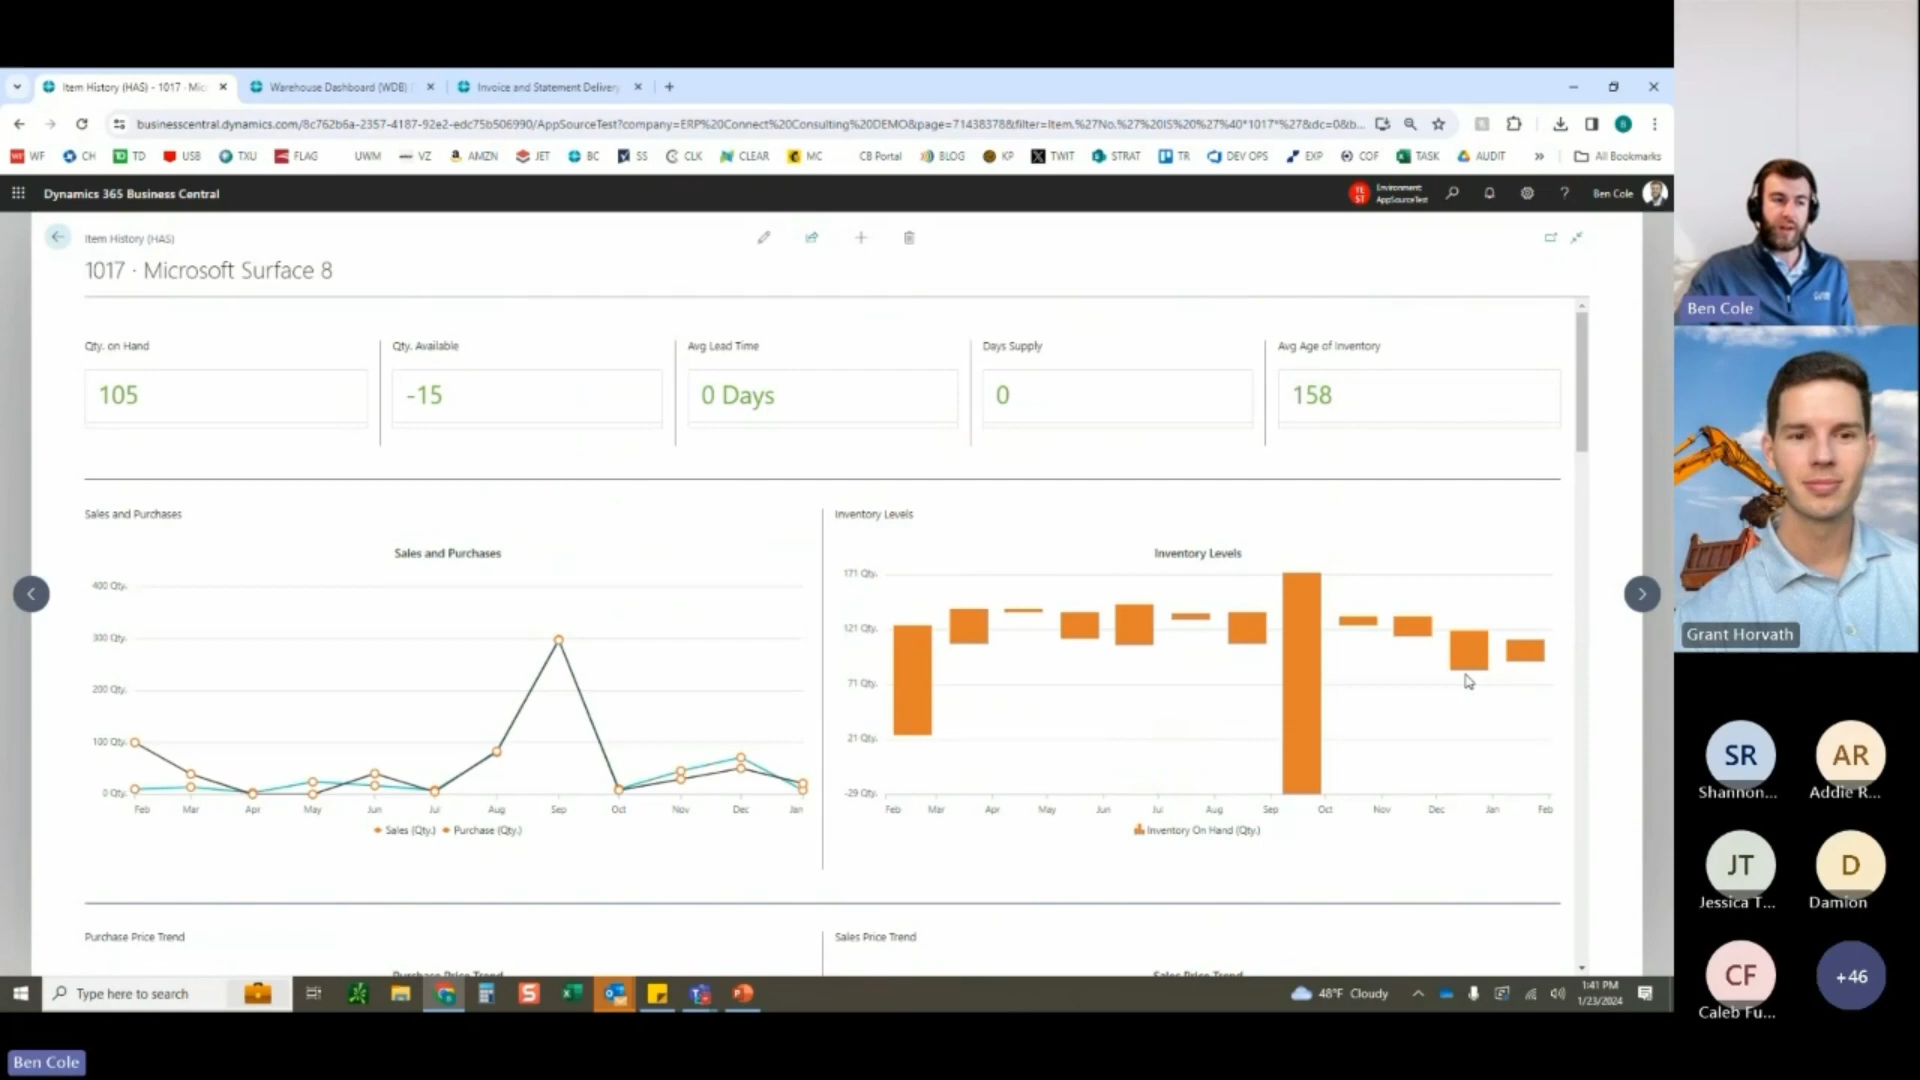 Item History (HAS) - 1017 - Mic
Warehouse Dashboard (WDB)
Invoice and Statement Delivery
businesscentral.dynamics.com/8c762b6a-2357-4187-92e2-edc75b506990/AppSourceTest?company=ERP%20Connect%20Consulting%20DEMO&page=71438378&filter=Item.%27No.%27%20IS%20%27%40*1017*%27&dc=0&b...
WF CH TD USB TXU FLAG UWM VZ AMZN JET BC SS CLK CLEAR MC CB Portal BLOG KP TWIT STRAT TR DEV OPS EXP COF TASK AUDIT » All Bookmarks
Dynamics 365 Business Central
TE ST
Environment:
AppSourceTest
Ben Cole
Item History (HAS)
1017 · Microsoft Surface 8
Qty. on Hand
105
Qty. Available
-15
Avg Lead Time
0 Days
Days Supply
0
Avg Age of Inventory
158
Sales and Purchases
Sales and Purchases
400 Qty.
300 Qty.
200 Qty.
100 Qty.
0 Qty.
Feb Mar Apr May Jun Jul Aug Sep Oct Nov Dec Jan
Sales (Qty.) Purchase (Qty.)
Inventory Levels
Inventory Levels
171 Qty.
121 Qty.
71 Qty.
21 Qty.
-29 Qty.
Feb Mar Apr May Jun Jul Aug Sep Oct Nov Dec Jan Feb
Inventory On Hand (Qty.)
Purchase Price Trend
Purchase Price Trend
Sales Price Trend
Sales Price Trend
Type here to search
48°F Cloudy
1:41 PM
1/23/2024
Ben Cole
Ben Cole
Grant Horvath
SR
Shannon...
AR
Addie R...
JT
Jessica T...
D
Damion
CF
Caleb Fu...
+46